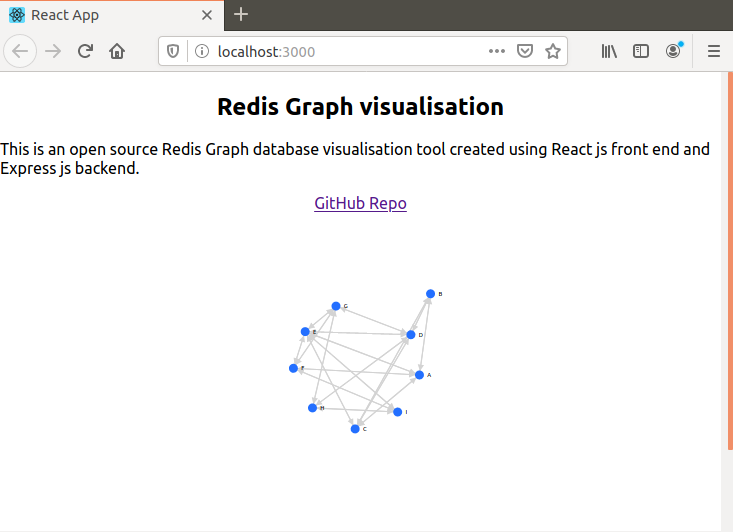 React App
localhost:3000
Redis Graph visualisation
This is an open source Redis Graph database visualisation tool created using React js front end and
Express js backend.
GitHub Repo
B
G
E
D
F
A
H
I
C